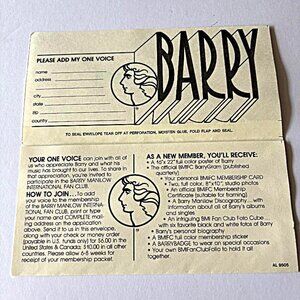 PLEASE ADD MY ONE VOICE
BARRY
name
address
city
state
zip
country
TO SEAL ENVELOPE TEAR OFF AT PERFORATION, MOISTEN GLUE, FOLD FLAP AND SEAL.
YOUR ONE VOICE can join with all of
us who appreciate Barry and what his
music has brought to our lives. To share in
that opportunity, you are invited to
participate in the BARRY MANILOW
INTERNATIONAL FAN CLUB.
HOW TO JOIN... To add your
voice to the membership of
the BARRY MANILOW INTERNA-
TIONAL FAN CLUB, print or type
your name and COMPLETE mail-
ing address on the application
above. Send it to us in this envelope,
along with your check or money order
(payable in U.S. funds only) for $6.00 in the
United States & Canada; $10.00 in all other
countries. Please allow 6-8 weeks for
receipt of your membership packet.
AS A NEW MEMBER, YOU'LL RECEIVE:
• A 16"x 22" full color poster of Barry
• The official BMIFC BarryGram (published
quarterly)
• Your personal BMIFC MEMBERSHIP CARD
• Two, full color, 8"x10", studio photos
• An official BMIFC Membership
Certificate (suitable for framing)
• A Barry Manilow Discography... with
information about all of Barry's albums
and singles
• An intriguing BMI Fan Club Foto Cube...with
six favorite black and white fotos of Barry
• Barry's personal biography
• A BMIFC full color membership sticker
• A BARRYBADGE to wear on special occasions
• Your own BMIFanClubFolio to hold it
all.
AL 9505